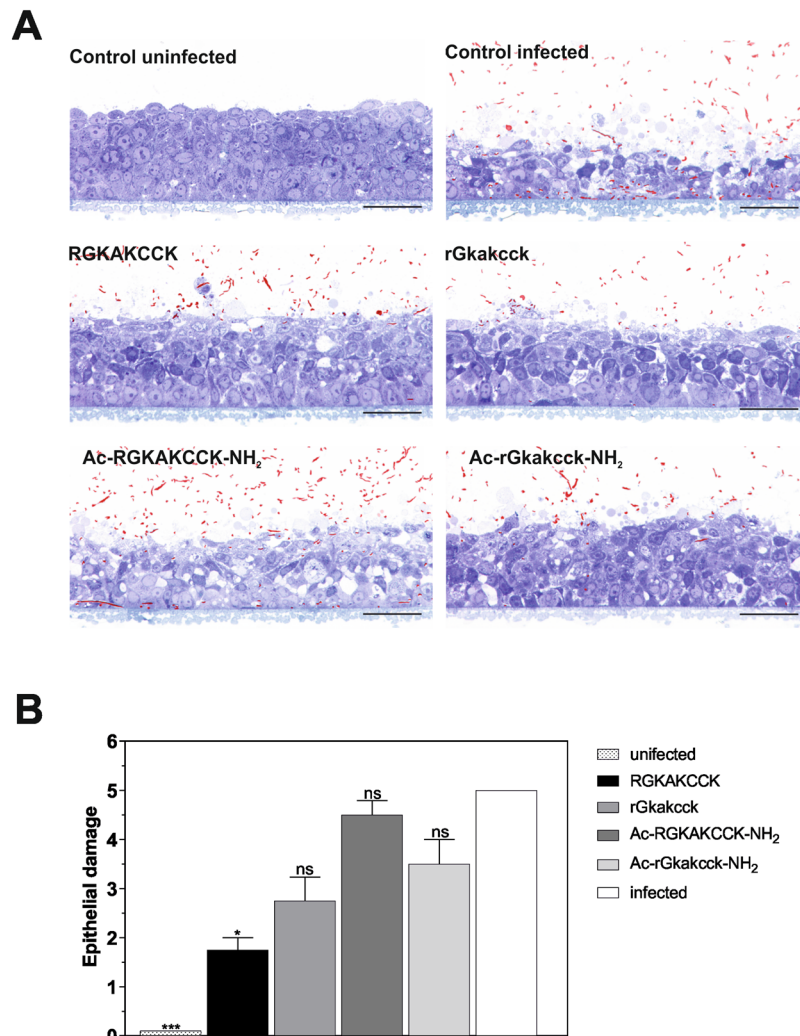 A
Control uninfected
Control infected
RGKAKCCK
rGkakcck
Ac-RGKAKCCK-NH2
Ac-rGkakcck-NH2
B
Epithelial damage
6
5
4
3
2
1
0
***
*
ns
ns
ns
unifected
RGKAKCCK
rGkakcck
Ac-RGKAKCCK-NH2
Ac-rGkakcck-NH2
infected